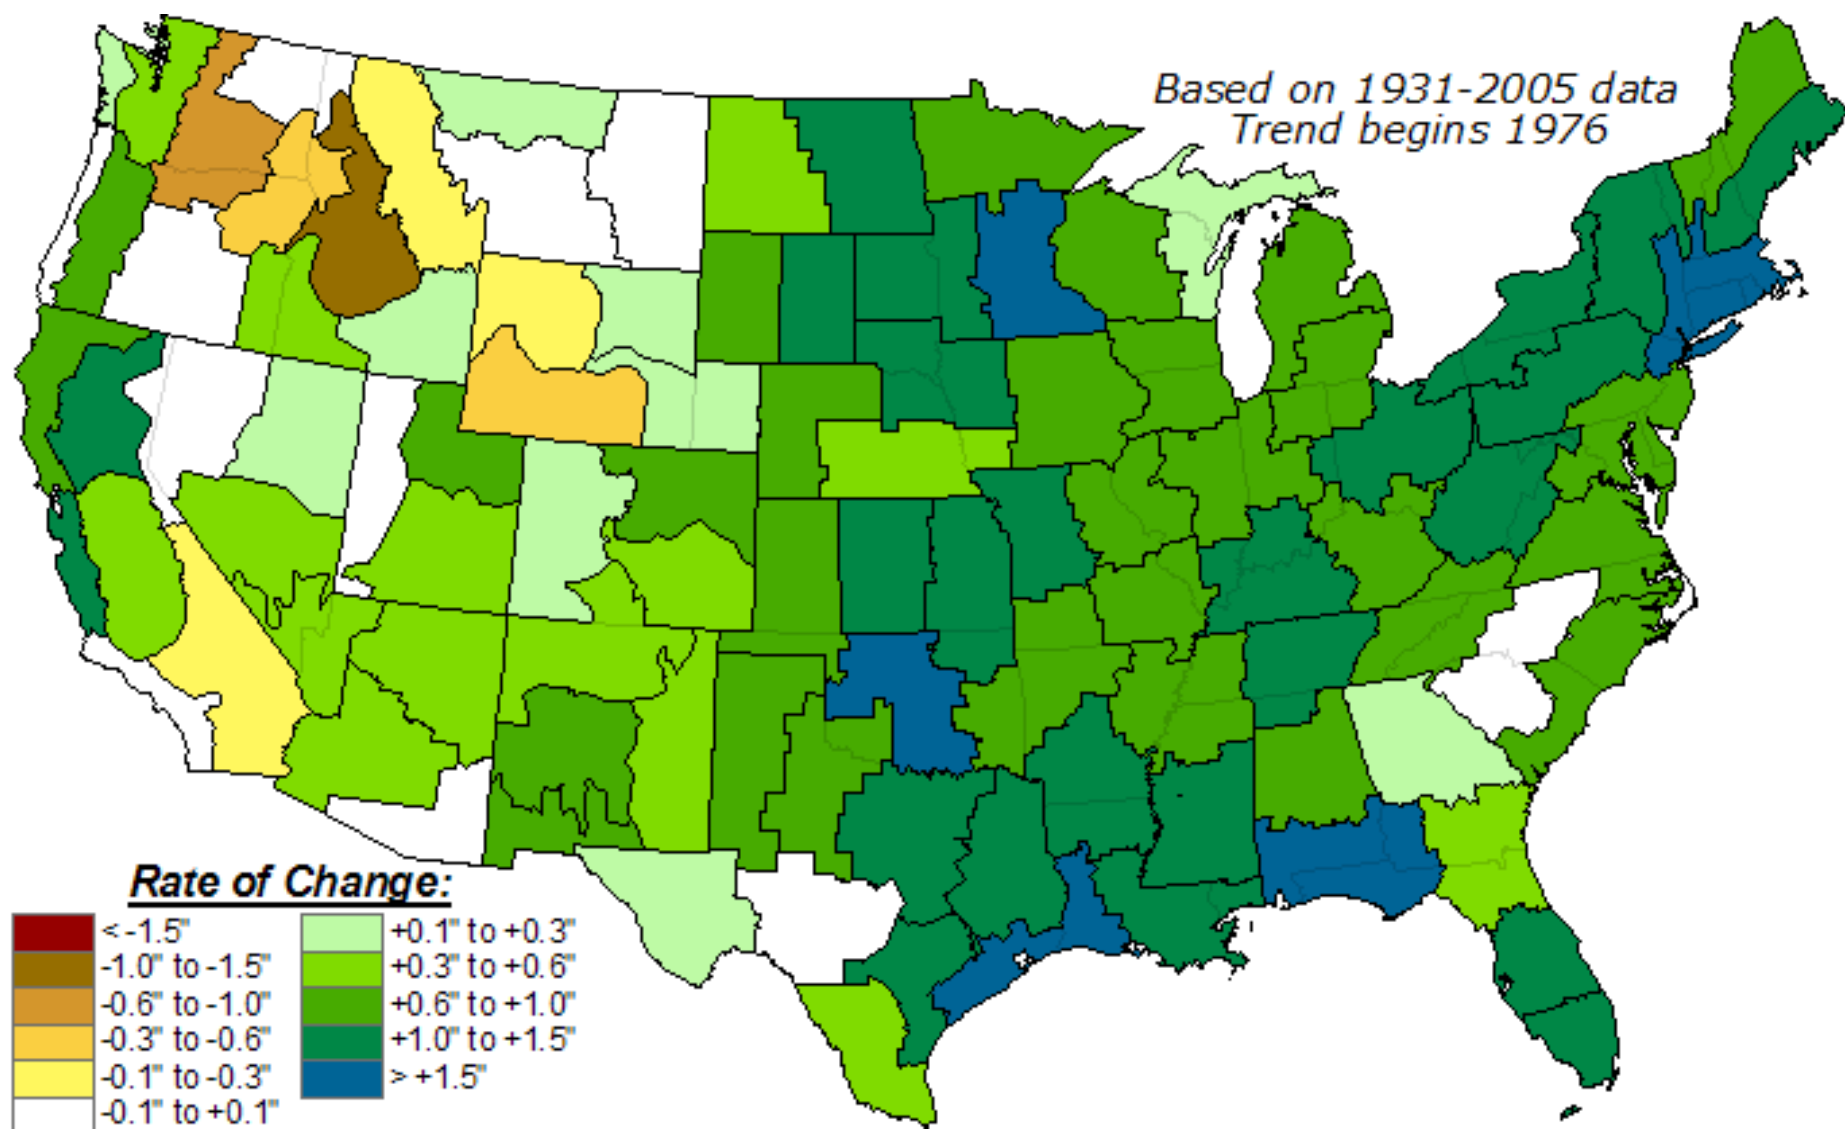 Based on 1931-2005 data
Trend begins 1976
Rate of Change:
< -1.5"
-1.0" to -1.5"
-0.6" to -1.0"
-0.3" to -0.6"
-0.1" to -0.3"
-0.1" to +0.1"
+0.1" to +0.3"
+0.3" to +0.6"
+0.6" to +1.0"
+1.0" to +1.5"
> +1.5"